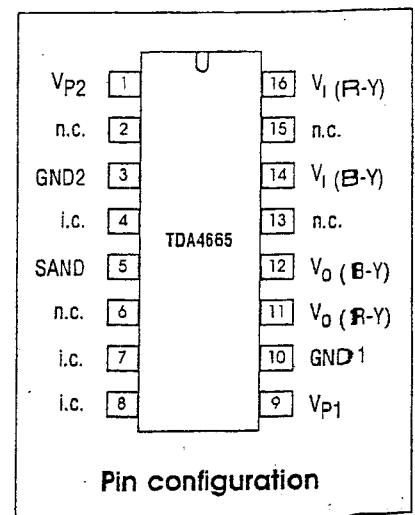 VP2 1 16 VI (R-Y)
n.c. 2 15 n.c.
GND2 3 14 VI (B-Y)
i.c. 4 13 n.c.
TDA4665
SAND 5 12 VO (B-Y)
n.c. 6 11 VO (R-Y)
i.c. 7 10 GND1
i.c. 8 9 VP1
Pin configuration